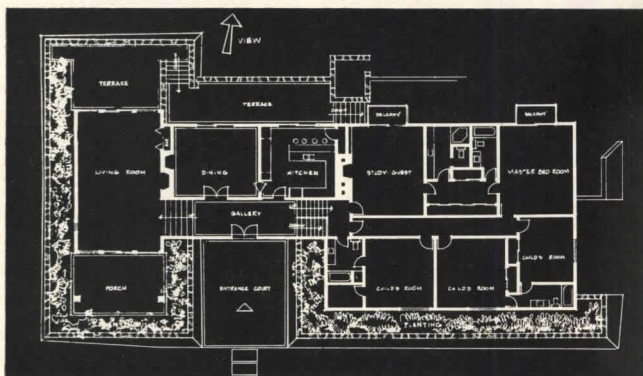 VIEW
TERRACE
TERRACE
BALCONY
BALCONY
LIVING ROOM
DINING
KITCHEN
STUDY-GUEST
MASTER BED ROOM
GALLERY
CHILD'S ROOM
PORCH
ENTRANCE COURT
CHILD'S ROOM
CHILD'S ROOM
PLANTING